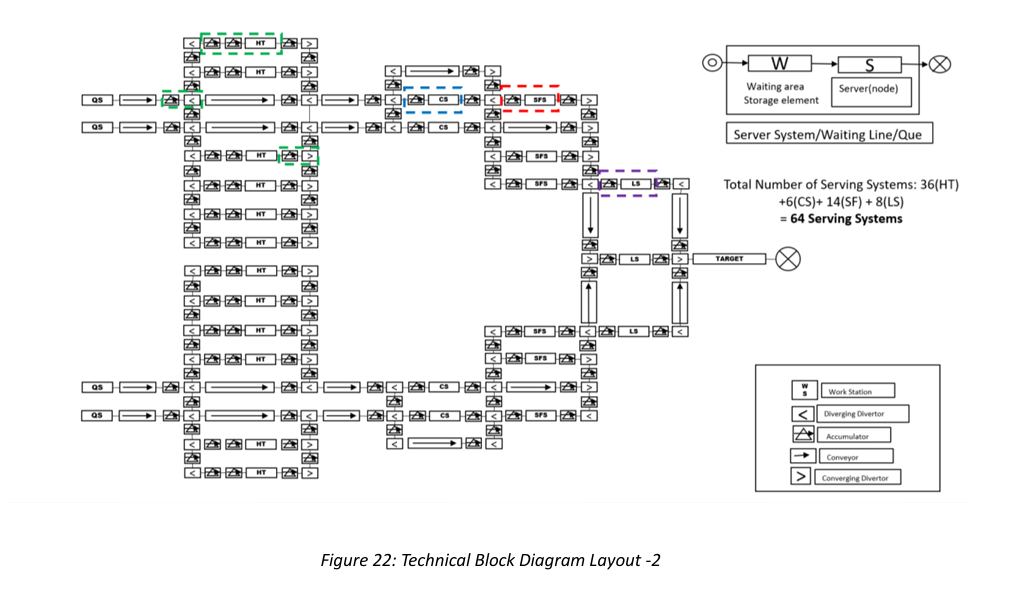 < HT >
< HT > < > W S
QS < < CS < SFS > Waiting area Server(node)
Storage element
QS < < < CS < >
Server System/Waiting Line/Que
< HT > < SFS >
< HT > < SFS < LS < Total Number of Serving Systems: 36(HT)
+6(CS)+ 14(SF) + 8(LS)
< HT > = 64 Serving Systems
< HT >
> LS > TARGET
< HT >
< HT >
< HT > < SFS < LS <
< HT > < SFS >
QS < < < CS < >
W S Work Station
QS < < < CS < SFS <
< Diverging Divertor
< HT > < <
Accumulator
Conveyor
< HT >
> Converging Divertor
Figure 22: Technical Block Diagram Layout -2